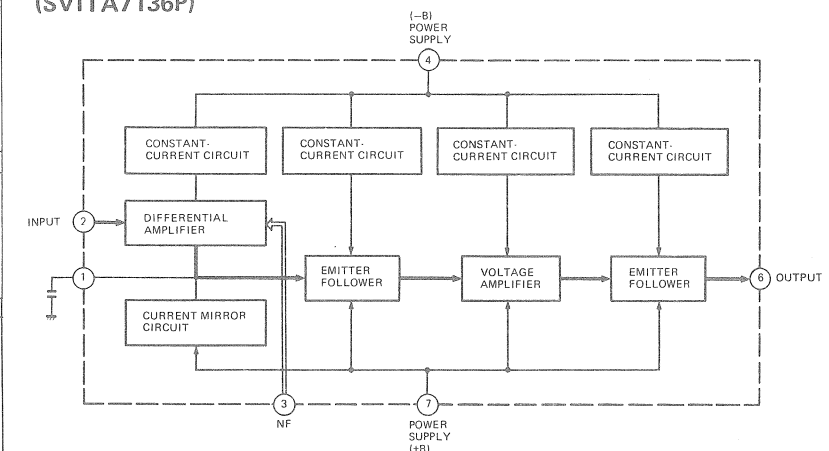 (SVITA7136P)
(−B)
POWER
SUPPLY
4
CONSTANT-
CURRENT CIRCUIT
CONSTANT-
CURRENT CIRCUIT
CONSTANT-
CURRENT CIRCUIT
CONSTANT-
CURRENT CIRCUIT
INPUT
2
DIFFERENTIAL
AMPLIFIER
1
EMITTER
FOLLOWER
VOLTAGE
AMPLIFIER
EMITTER
FOLLOWER
6
OUTPUT
CURRENT MIRROR
CIRCUIT
3
NF
7
POWER
SUPPLY
(+B)